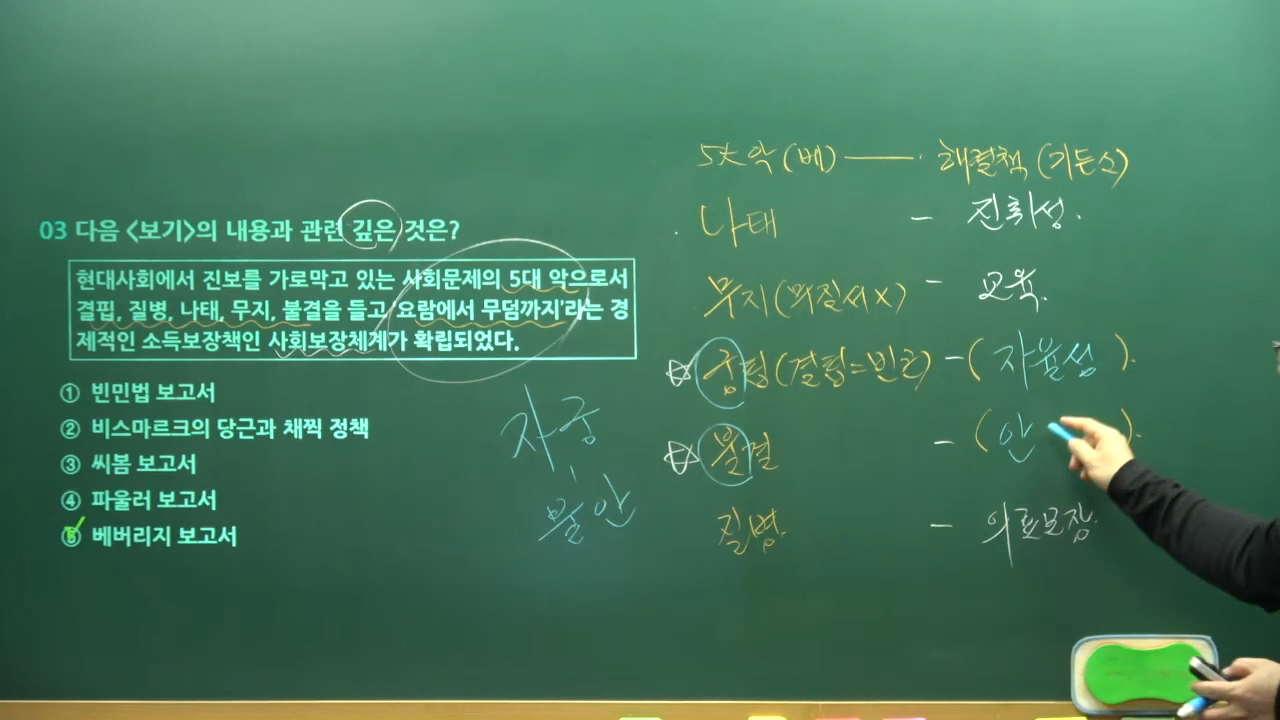 03 다음 <보기>의 내용과 관련 깊은 것은?
현대사회에서 진보를 가로막고 있는 사회문제의 5대 악으로서
결핍, 질병, 나태, 무지, 불결을 들고 '요람에서 무덤까지'라는 경
제적인 소득보장책인 사회보장체계가 확립되었다.
① 빈민법 보고서
② 비스마르크의 당근과 채찍 정책
③ 씨봄 보고서
④ 파울러 보고서
⑤ 베버리지 보고서
자궁
불안
5大 악(베) — 해결책(기든스)
나태 - 진취성.
무지(무질서X) - 교육.
궁핍(결핍=빈곤) - (자율성).
불결 - (안 ).
질병 - 의료보장.